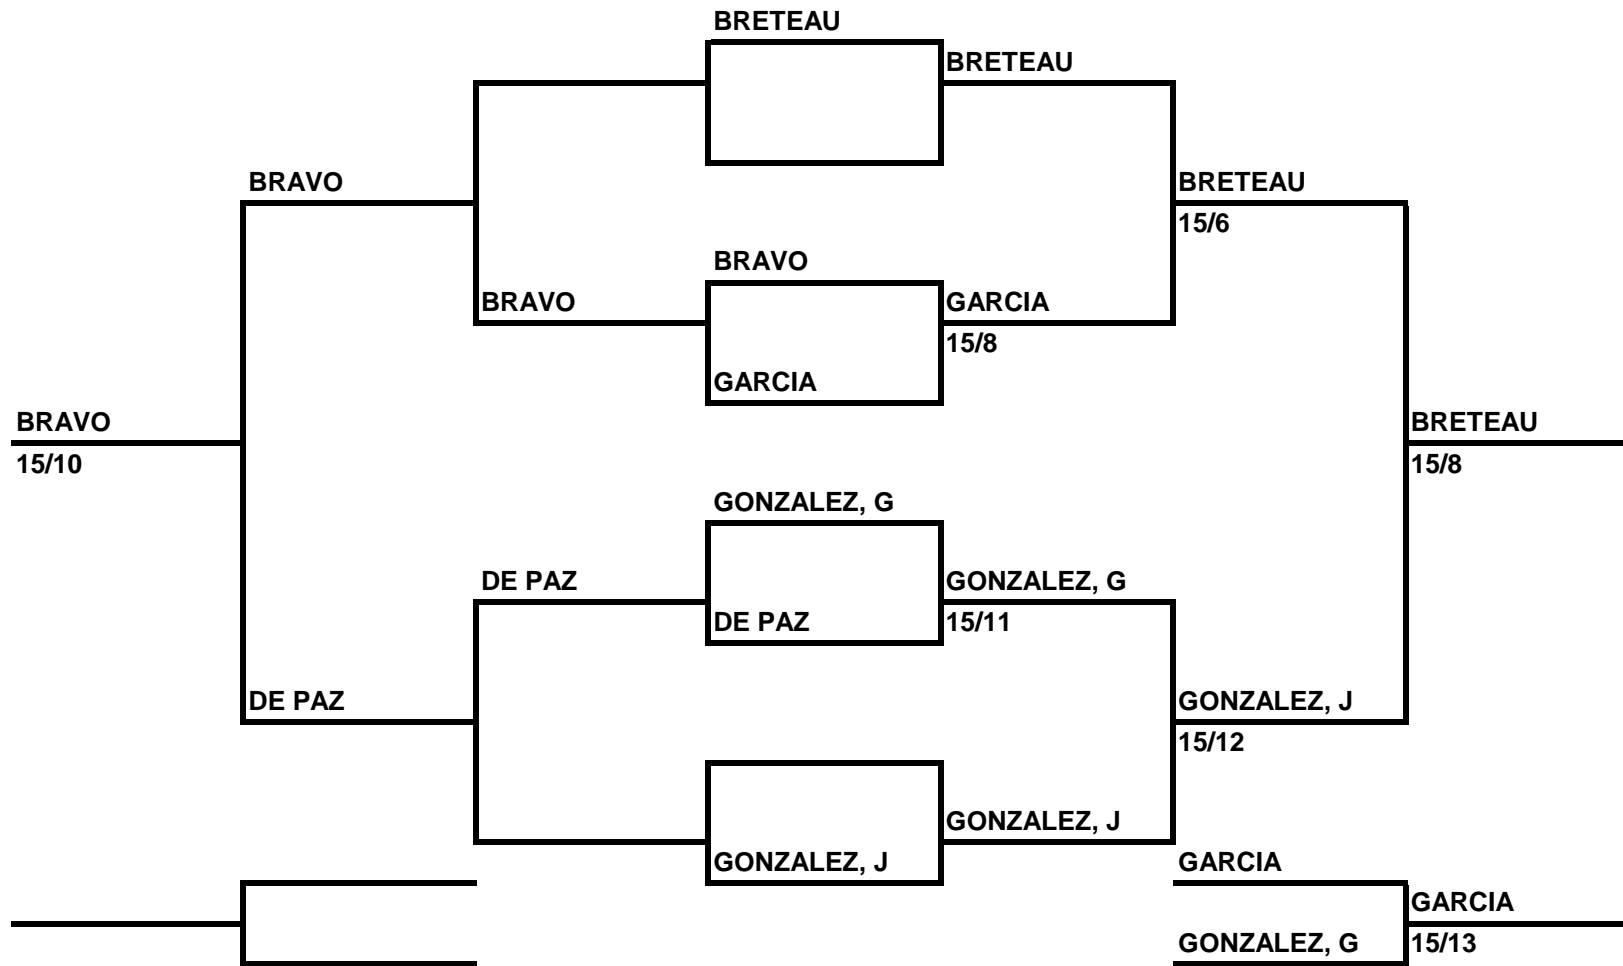 BRETEAU
BRETEAU
BRAVO
BRETEAU
15/6
BRAVO
BRAVO
GARCIA
15/8
GARCIA
BRAVO
15/10
BRETEAU
15/8
GONZALEZ, G
DE PAZ
GONZALEZ, G
DE PAZ
15/11
DE PAZ
GONZALEZ, J
15/12
GONZALEZ, J
GONZALEZ, J
GARCIA
GARCIA
GONZALEZ, G
15/13